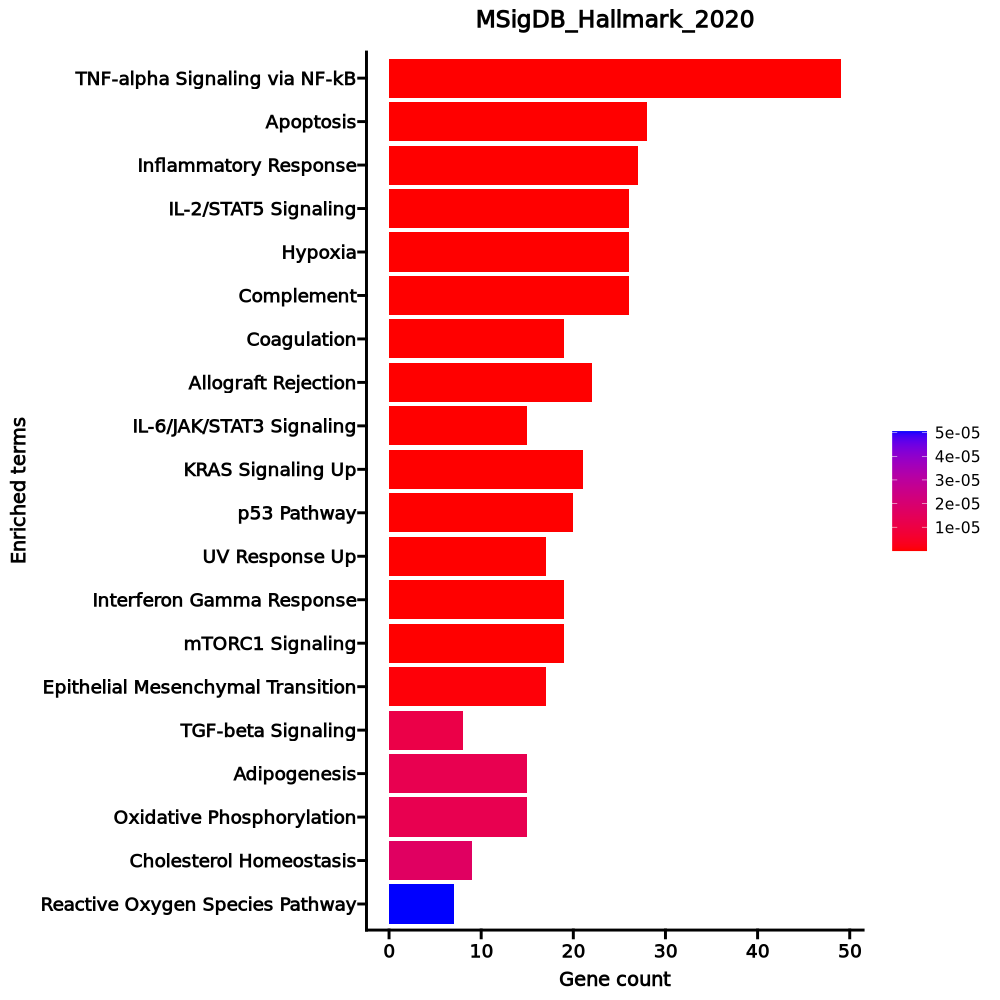 MSigDB_Hallmark_2020
Enriched terms
TNF-alpha Signaling via NF-kB
Apoptosis
Inflammatory Response
IL-2/STAT5 Signaling
Hypoxia
Complement
Coagulation
Allograft Rejection
IL-6/JAK/STAT3 Signaling
KRAS Signaling Up
p53 Pathway
UV Response Up
Interferon Gamma Response
mTORC1 Signaling
Epithelial Mesenchymal Transition
TGF-beta Signaling
Adipogenesis
Oxidative Phosphorylation
Cholesterol Homeostasis
Reactive Oxygen Species Pathway
0 10 20 30 40 50
Gene count
5e-05
4e-05
3e-05
2e-05
1e-05